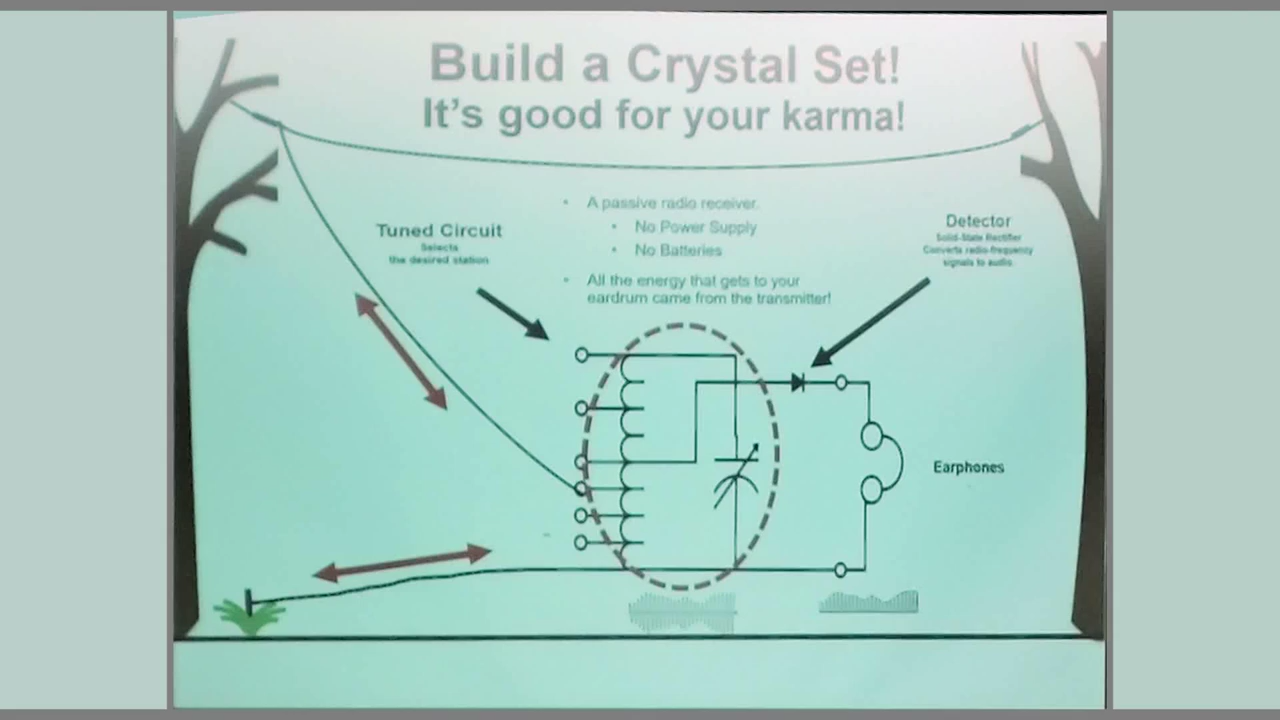 Build a Crystal Set!
It's good for your karma!
• A passive radio receiver.
• No Power Supply
• No Batteries
• All the energy that gets to your
eardrum came from the transmitter!
Tuned Circuit
Selects
the desired station
Detector
Solid-State Rectifier
Converts radio-frequency
signals to audio.
Earphones